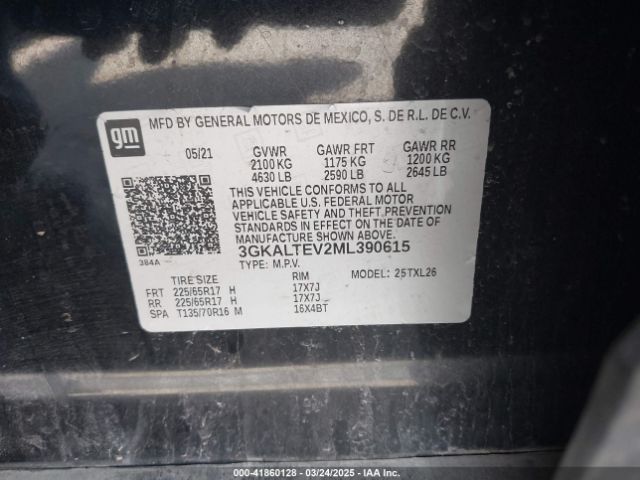 gm
MFD BY GENERAL MOTORS DE MEXICO, S. DE R.L. DE C.V.
05/21 GVWR GAWR FRT GAWR RR
2100 KG 1175 KG 1200 KG
4630 LB 2590 LB 2645 LB
THIS VEHICLE CONFORMS TO ALL
APPLICABLE U.S. FEDERAL MOTOR
VEHICLE SAFETY AND THEFT PREVENTION
STANDARDS IN EFFECT ON THE DATE OF
MANUFACTURE SHOWN ABOVE.
3GKALTEV2ML390615
384A
TYPE: M.P.V. MODEL: 25TXL26
TIRE SIZE RIM
FRT 225/65R17 H 17X7J
RR 225/65R17 H 17X7J
SPA T135/70R16 M 16X4BT
000-41860128 - 03/24/2025 - IAA Inc.